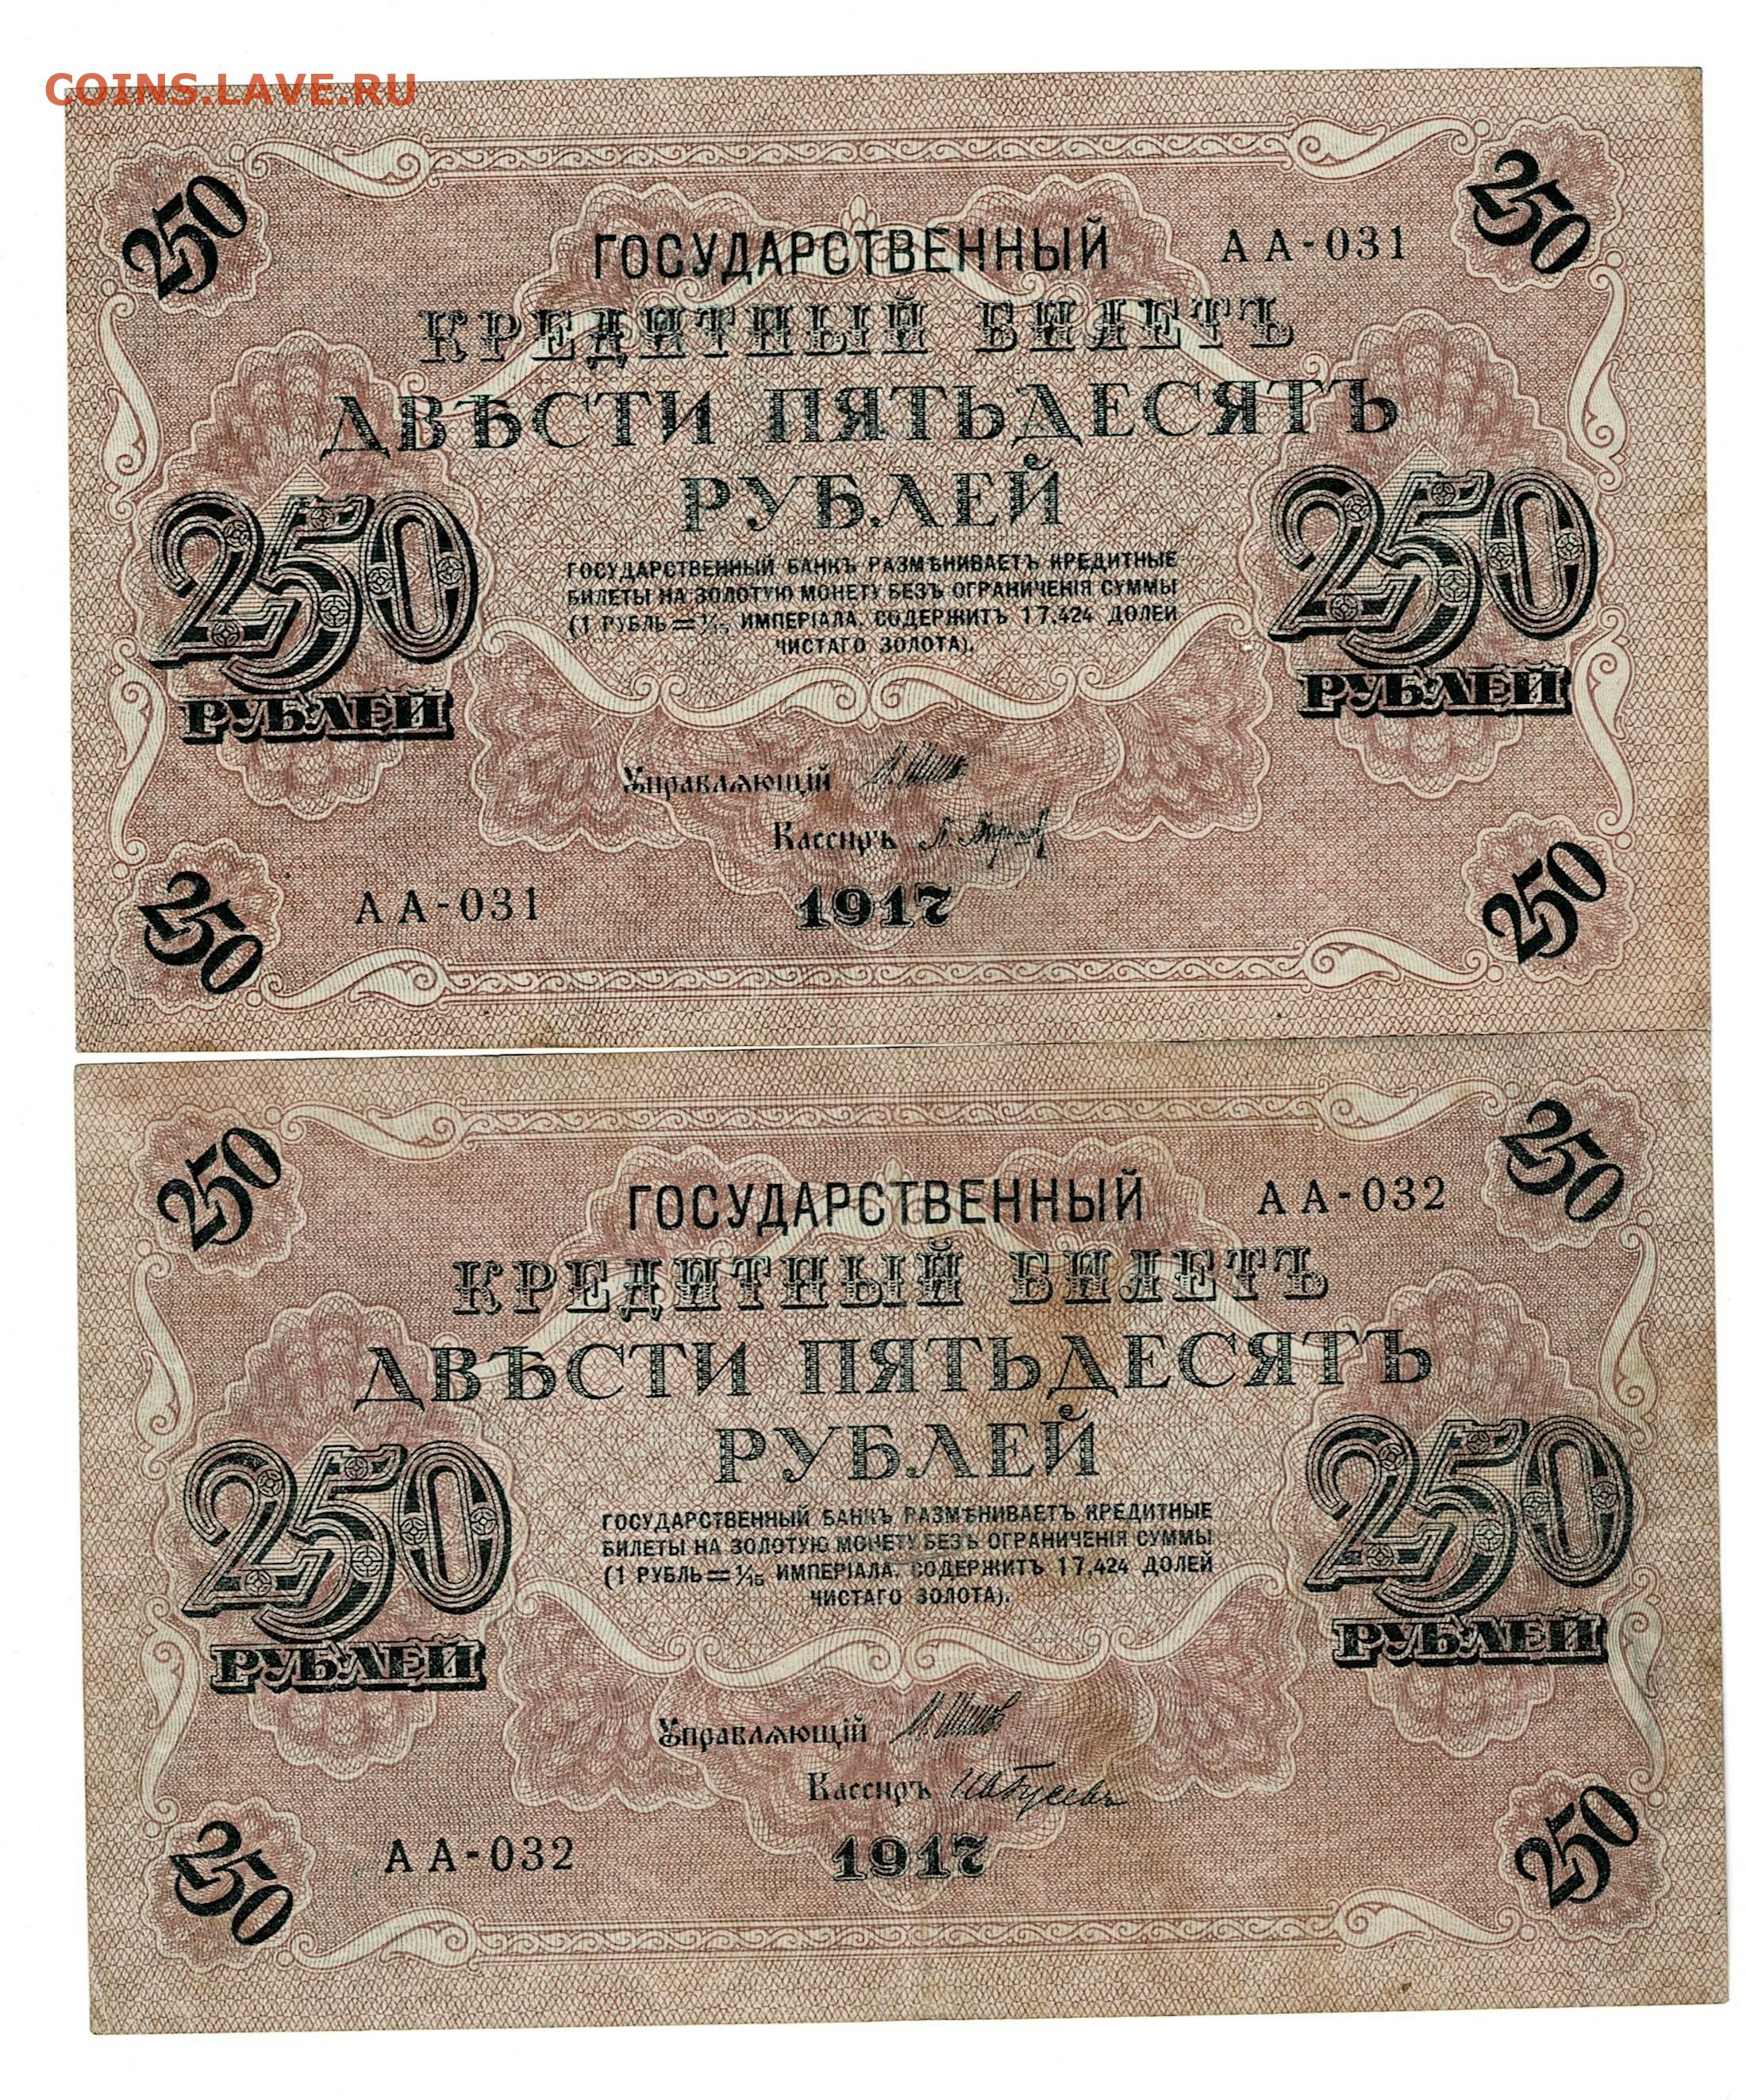 COINS.LAVE.RU
250 250
ГОСУДАРСТВЕННЫЙ АА-031
КРЕДИТНЫЙ БИЛЕТЪ
ДВѢСТИ ПЯТЬДЕСЯТЪ
РУБЛЕЙ
250 250
ГОСУДАРСТВЕННЫЙ БАНКЪ РАЗМѢНИВАЕТЪ КРЕДИТНЫЕ
БИЛЕТЫ НА ЗОЛОТУЮ МОНЕТУ БЕЗЪ ОГРАНИЧЕНІЯ СУММЫ
(1 РУБЛЬ=1/15 ИМПЕРІАЛА, СОДЕРЖИТЪ 17,424 ДОЛЕЙ
ЧИСТАГО ЗОЛОТА).
РУБЛЕЙ РУБЛЕЙ
Управляющій И. Шиповъ
Кассиръ
АА-031 1917
250 250
250 250
ГОСУДАРСТВЕННЫЙ АА-032
КРЕДИТНЫЙ БИЛЕТЪ
ДВѢСТИ ПЯТЬДЕСЯТЪ
РУБЛЕЙ
250 250
ГОСУДАРСТВЕННЫЙ БАНКЪ РАЗМѢНИВАЕТЪ КРЕДИТНЫЕ
БИЛЕТЫ НА ЗОЛОТУЮ МОНЕТУ БЕЗЪ ОГРАНИЧЕНІЯ СУММЫ
(1 РУБЛЬ=1/15 ИМПЕРІАЛА, СОДЕРЖИТЪ 17,424 ДОЛЕЙ
ЧИСТАГО ЗОЛОТА).
РУБЛЕЙ РУБЛЕЙ
Управляющій И. Шиповъ
Кассиръ Гусевъ
АА-032 1917
250 250